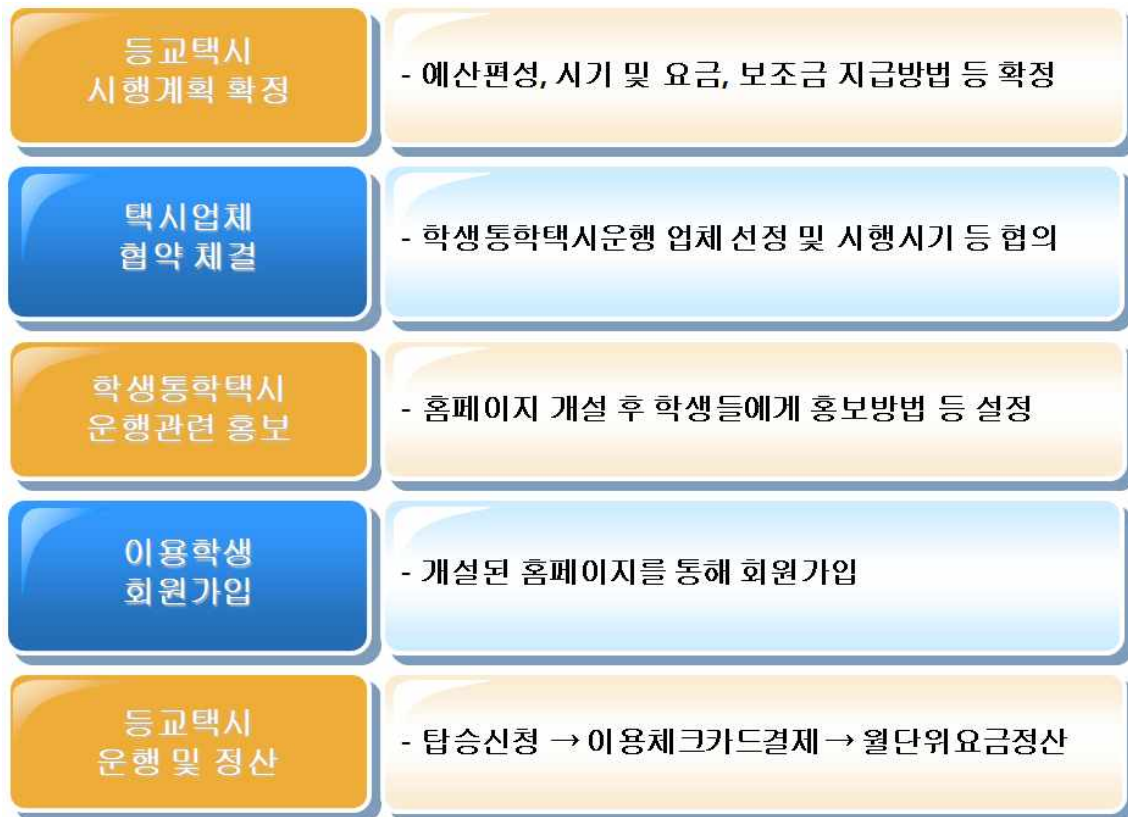 등교택시
시행계획 확정
- 예산편성, 시기 및 요금, 보조금 지급방법 등 확정
택시업체
협약 체결
- 학생통학택시운행 업체 선정 및 시행시기 등 협의
학생통학택시
운행관련 홍보
- 홈페이지 개설 후 학생들에게 홍보방법 등 설정
이용학생
회원가입
- 개설된 홈페이지를 통해 회원가입
등교택시
운행 및 정산
- 탑승신청 → 이용체크카드결제→ 월단위요금정산